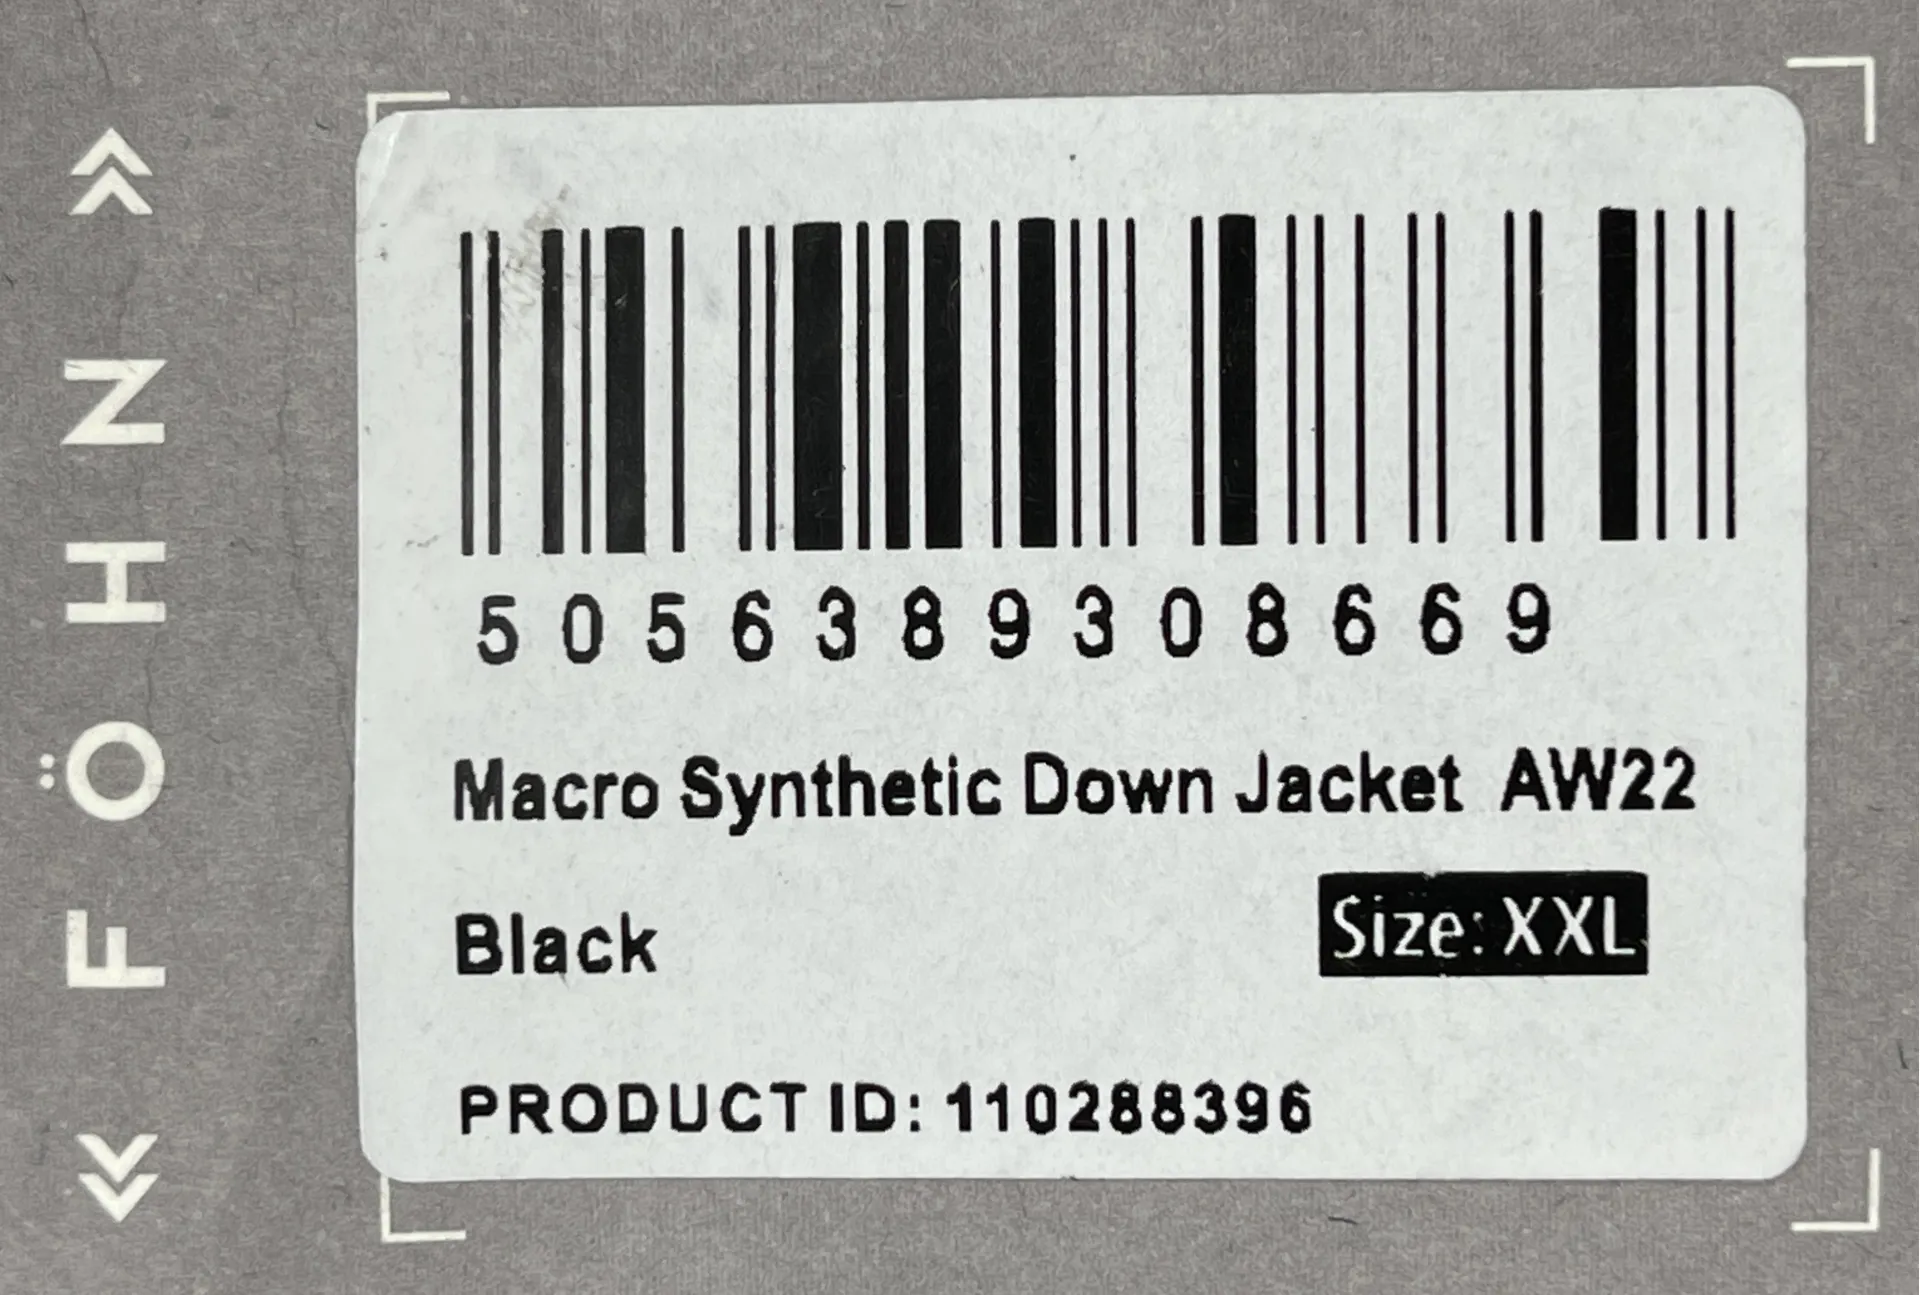 FÖHN
5056389308669
Macro Synthetic Down Jacket AW22
Black
Size: XXL
PRODUCT ID: 110288396